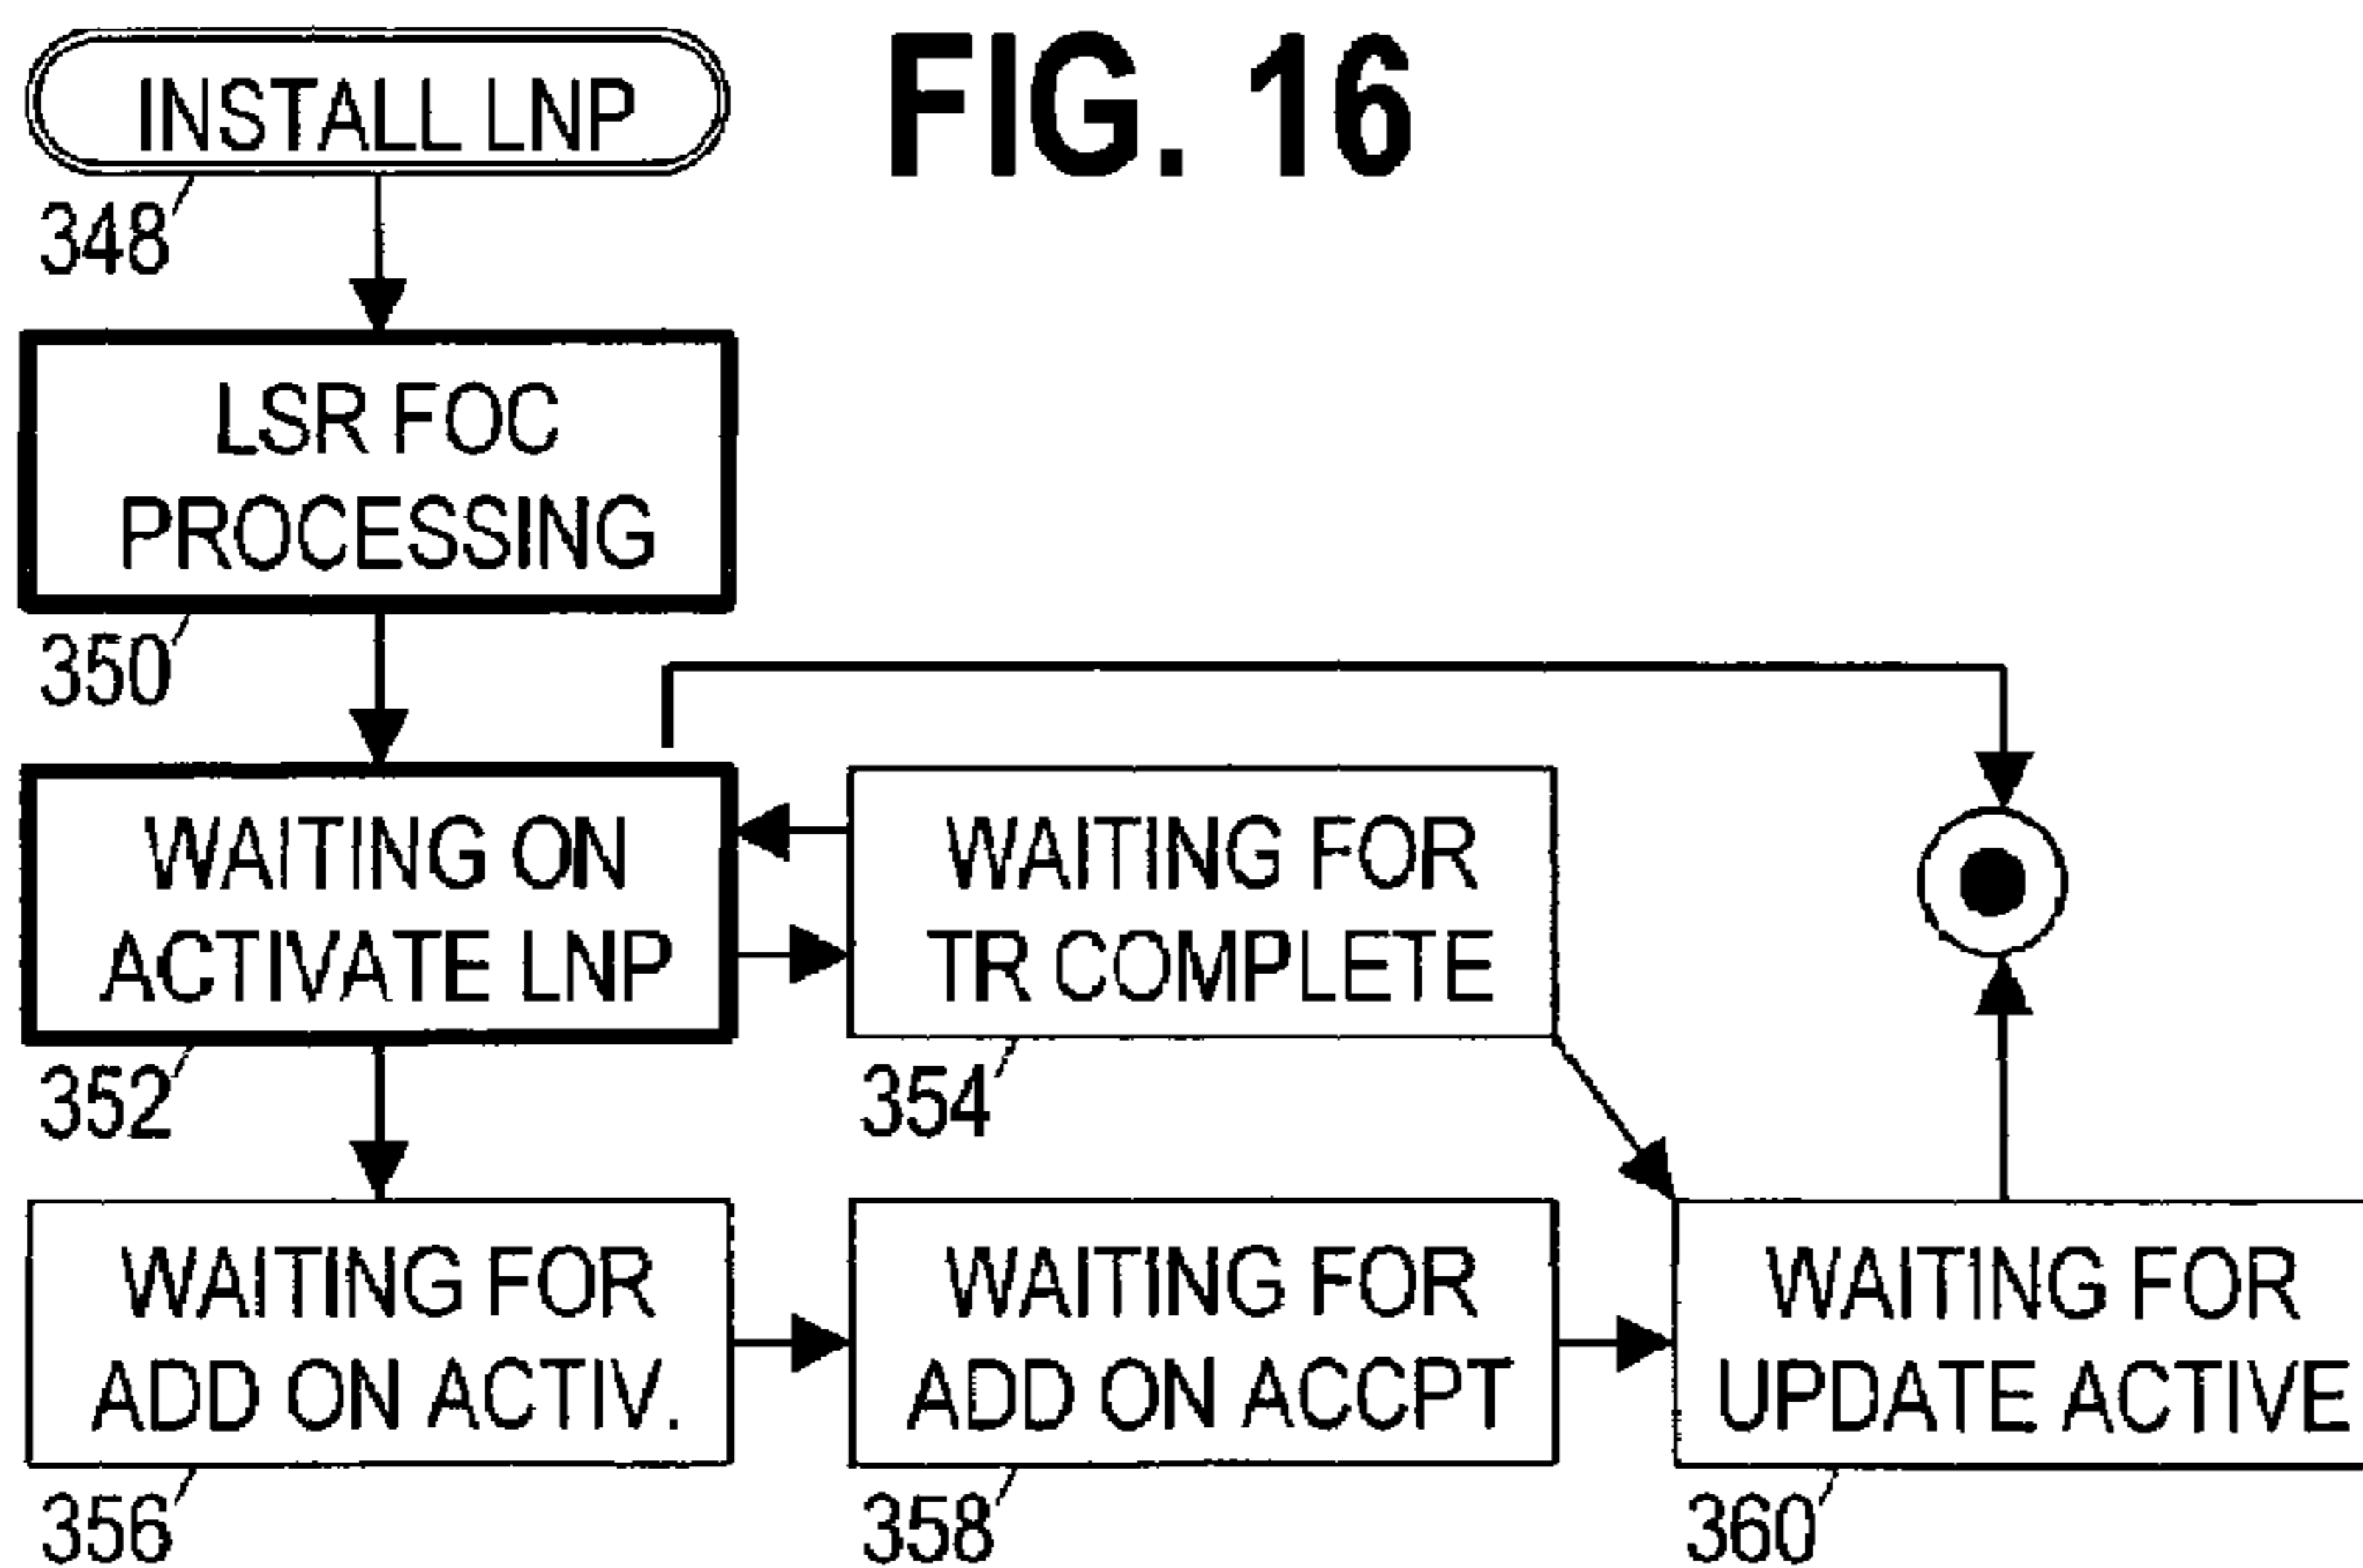 FIG. 16
INSTALL LNP
348
LSR FOC
PROCESSING
350
WAITING ON
ACTIVATE LNP
352
WAITING FOR
TR COMPLETE
354
WAITING FOR
ADD ON ACTIV.
356
WAITING FOR
ADD ON ACCPT
358
WAITING FOR
UPDATE ACTIVE
360